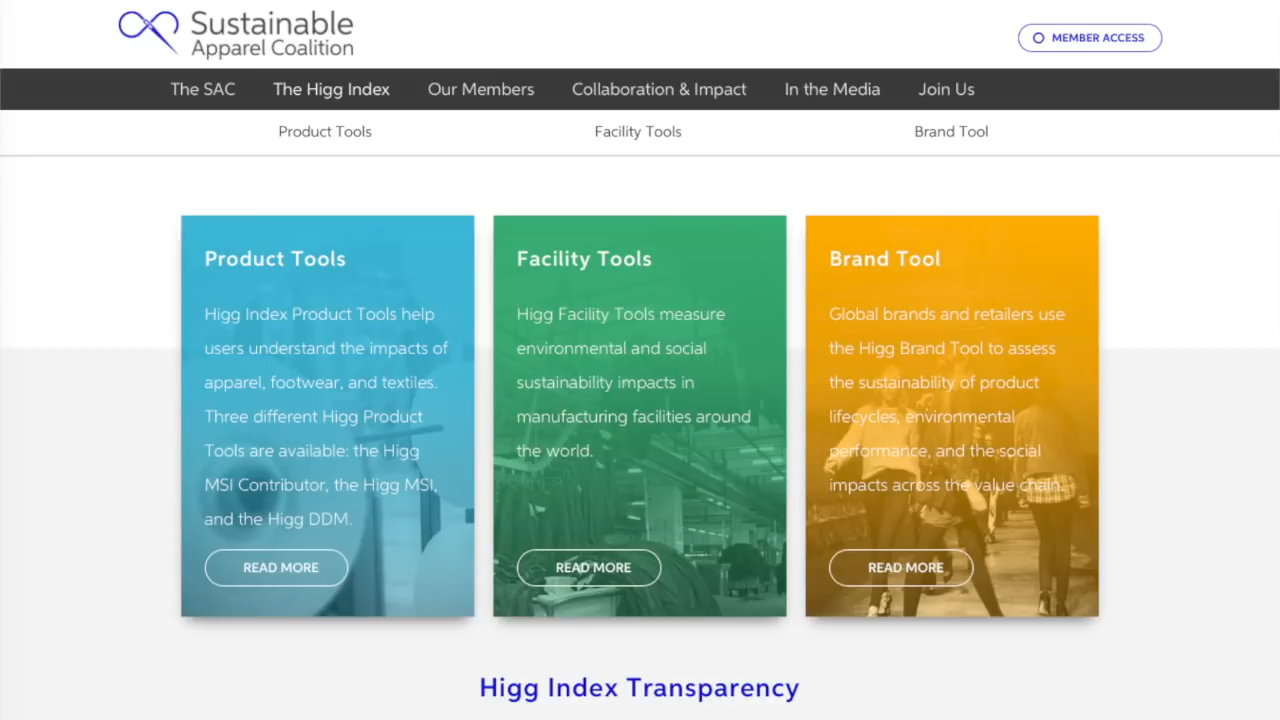 Sustainable
Apparel Coalition
MEMBER ACCESS
The SAC The Higg Index Our Members Collaboration & Impact In the Media Join Us
Product Tools Facility Tools Brand Tool
Product Tools
Higg Index Product Tools help
users understand the impacts of
apparel, footwear, and textiles.
Three different Higg Product
Tools are available: the Higg
MSI Contributor, the Higg MSI,
and the Higg DDM.
READ MORE
Facility Tools
Higg Facility Tools measure
environmental and social
sustainability impacts in
manufacturing facilities around
the world.
READ MORE
Brand Tool
Global brands and retailers use
the Higg Brand Tool to assess
the sustainability of product
lifecycles, environmental
performance, and the social
impacts across the value chain.
READ MORE
Higg Index Transparency